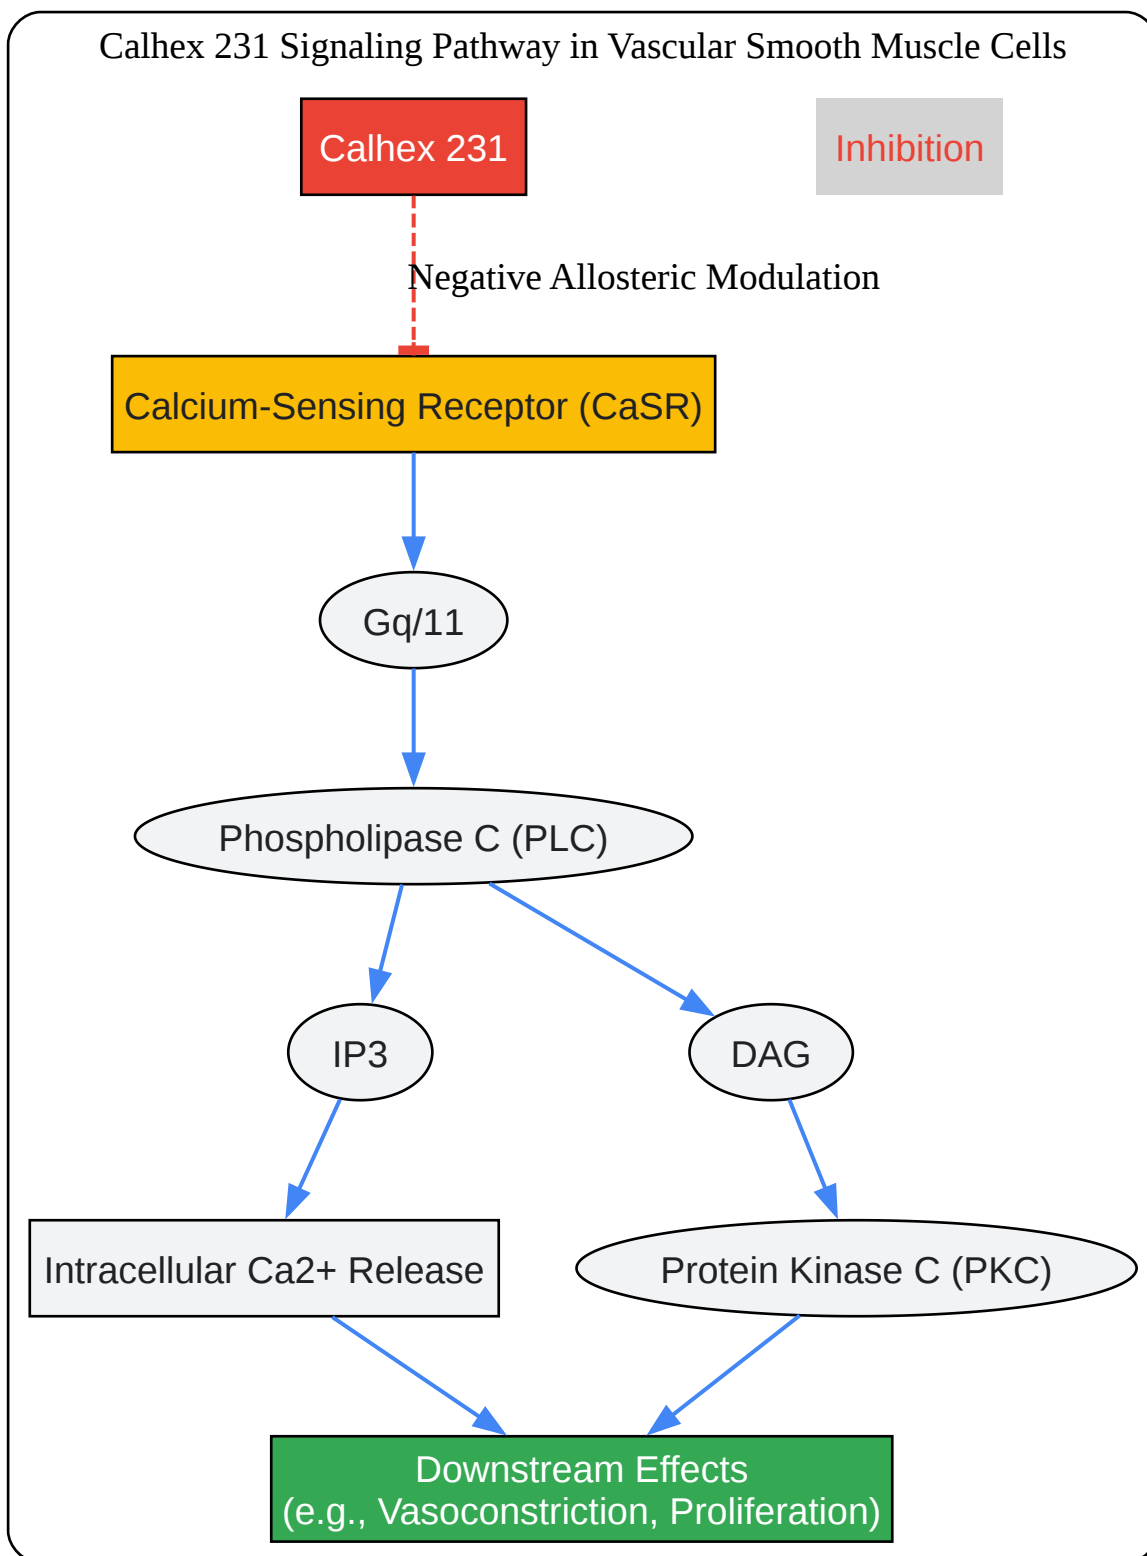 Calhex 231 Signaling Pathway in Vascular Smooth Muscle Cells
Calhex 231
Inhibition
Negative Allosteric Modulation
Calcium-Sensing Receptor (CaSR)
Gq/11
Phospholipase C (PLC)
IP3
DAG
Intracellular Ca2+ Release
Protein Kinase C (PKC)
Downstream Effects
(e.g., Vasoconstriction, Proliferation)